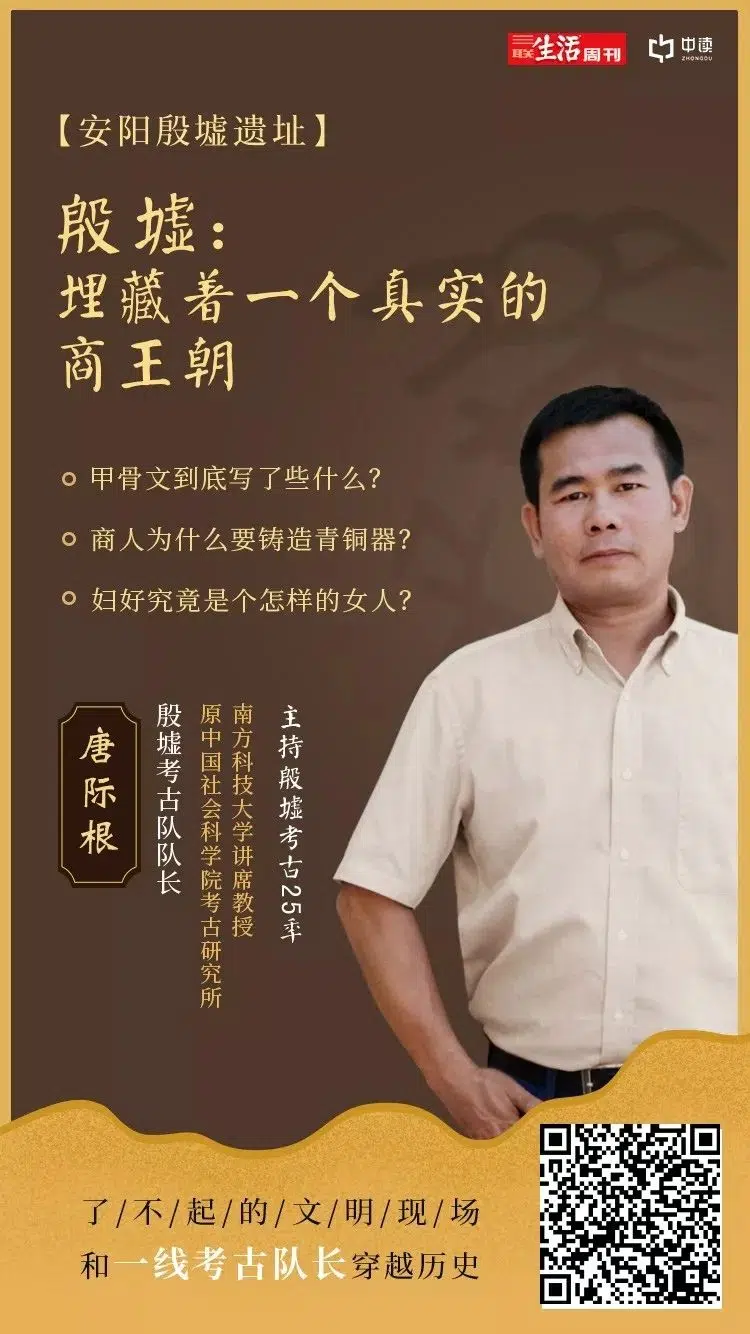 三联生活周刊
中读
ZHONGDU
【安阳殷墟遗址】
殷墟：
埋藏着一个真实的
商王朝
甲骨文到底写了些什么？
商人为什么要铸造青铜器？
妇好究竟是个怎样的女人？
唐际根
殷墟考古队队长
原中国社会科学院考古研究所
南方科技大学讲席教授
主持殷墟考古25年
了/不/起/的/文/明/现/场
和一线考古队长穿越历史